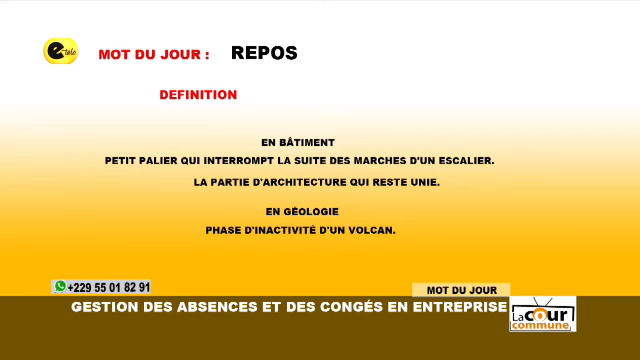 e-tele
MOT DU JOUR : REPOS
DEFINITION
EN BÂTIMENT
PETIT PALIER QUI INTERROMPT LA SUITE DES MARCHES D'UN ESCALIER.
LA PARTIE D'ARCHITECTURE QUI RESTE UNIE.
EN GÉOLOGIE
PHASE D'INACTIVITÉ D'UN VOLCAN.
+229 55 01 82 91
MOT DU JOUR
GESTION DES ABSENCES ET DES CONGÉS EN ENTREPRISE
La cour
commune,